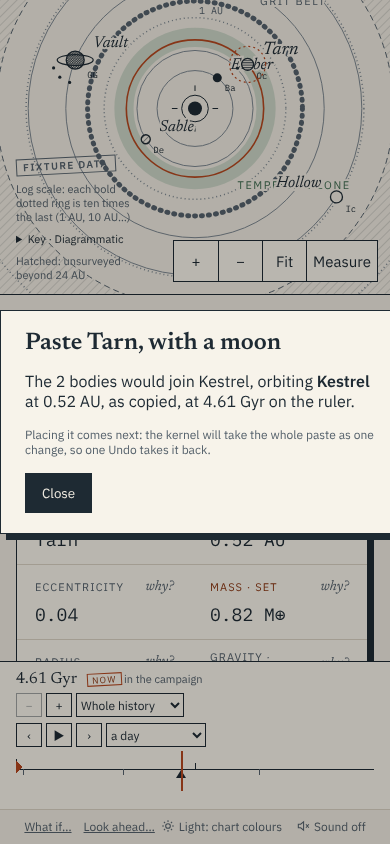 1 AU
GRIT BELT
Vault
Tarn
Ember
Oc
Ba
Sable
De
FIXTURE DATA
Log scale: each bold
dotted ring is ten times
the last (1 AU, 10 AU…)
Hollow
Ic
Key · Diagrammatic
Hatched: unsurveyed
beyond 24 AU
+
−
Fit
Measure
Paste Tarn, with a moon
The 2 bodies would join Kestrel, orbiting Kestrel
at 0.52 AU, as copied, at 4.61 Gyr on the ruler.
Placing it comes next: the kernel will take the whole paste as one
change, so one Undo takes it back.
Close
Tarn
0.52 AU
ECCENTRICITY why?
MASS · SET why?
0.04
0.82 M⊕
RADIUS why?
GRAVITY ·
4.61 Gyr NOW in the campaign
− + Whole history
‹ ▶ › a day
What if… Look ahead… Light: chart colours Sound off